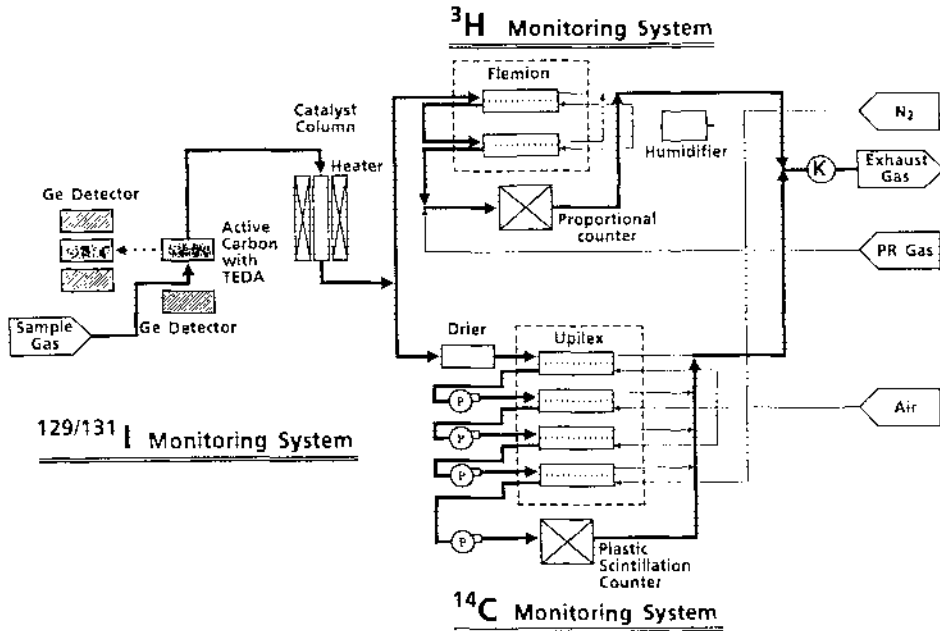 ³H Monitoring System
Flemion
Catalyst
Column
Heater
Humidifier
N₂
Exhaust
Gas
K
Ge Detector
Active
Carbon
with
TEDA
Proportional
counter
PR Gas
Sample
Gas
Ge Detector
Drier
Upilex
P
P
P
P
Air
129/131 I Monitoring System
Plastic
Scintillation
Counter
¹⁴C Monitoring System